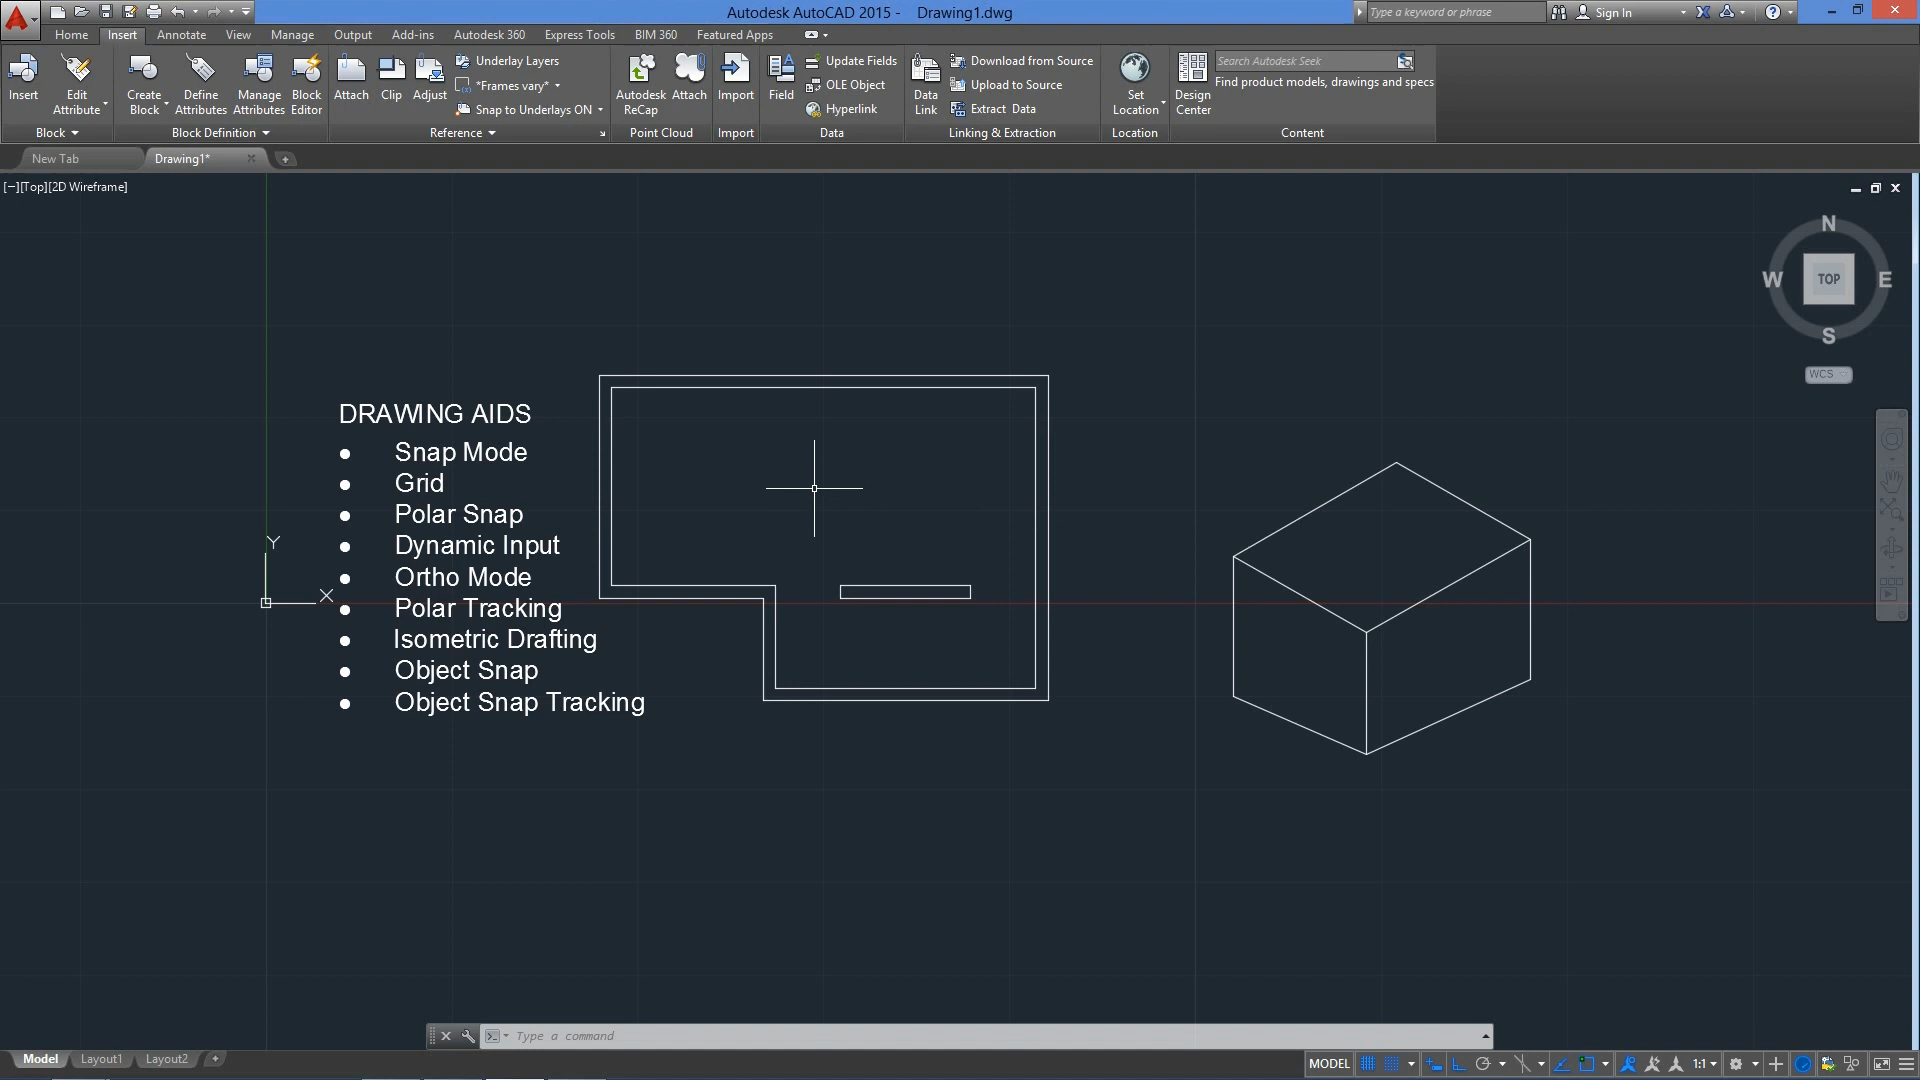 Autodesk AutoCAD 2015 -    Drawing1.dwg
Type a keyword or phrase
Sign In
Home
Insert
Annotate
View
Manage
Output
Add-ins
Autodesk 360
Express Tools
BIM 360
Featured Apps
Insert
Edit
Attribute
Block
Create
Block
Define
Attributes
Manage
Attributes
Block
Editor
Block Definition
Attach
Clip
Adjust
Underlay Layers
*Frames vary*
Snap to Underlays ON
Reference
Autodesk
ReCap
Attach
Point Cloud
Import
Import
Field
Update Fields
OLE Object
Hyperlink
Data
Data
Link
Download from Source
Upload to Source
Extract  Data
Linking & Extraction
Set
Location
Location
Design
Center
Search Autodesk Seek
Find product models, drawings and specs
Content
New Tab
Drawing1*
[−][Top][2D Wireframe]
N
W
TOP
E
S
WCS
DRAWING AIDS
• Snap Mode
• Grid
• Polar Snap
• Dynamic Input
• Ortho Mode
• Polar Tracking
• Isometric Drafting
• Object Snap
• Object Snap Tracking
Y
X
Type a command
Model
Layout1
Layout2
MODEL
1:1